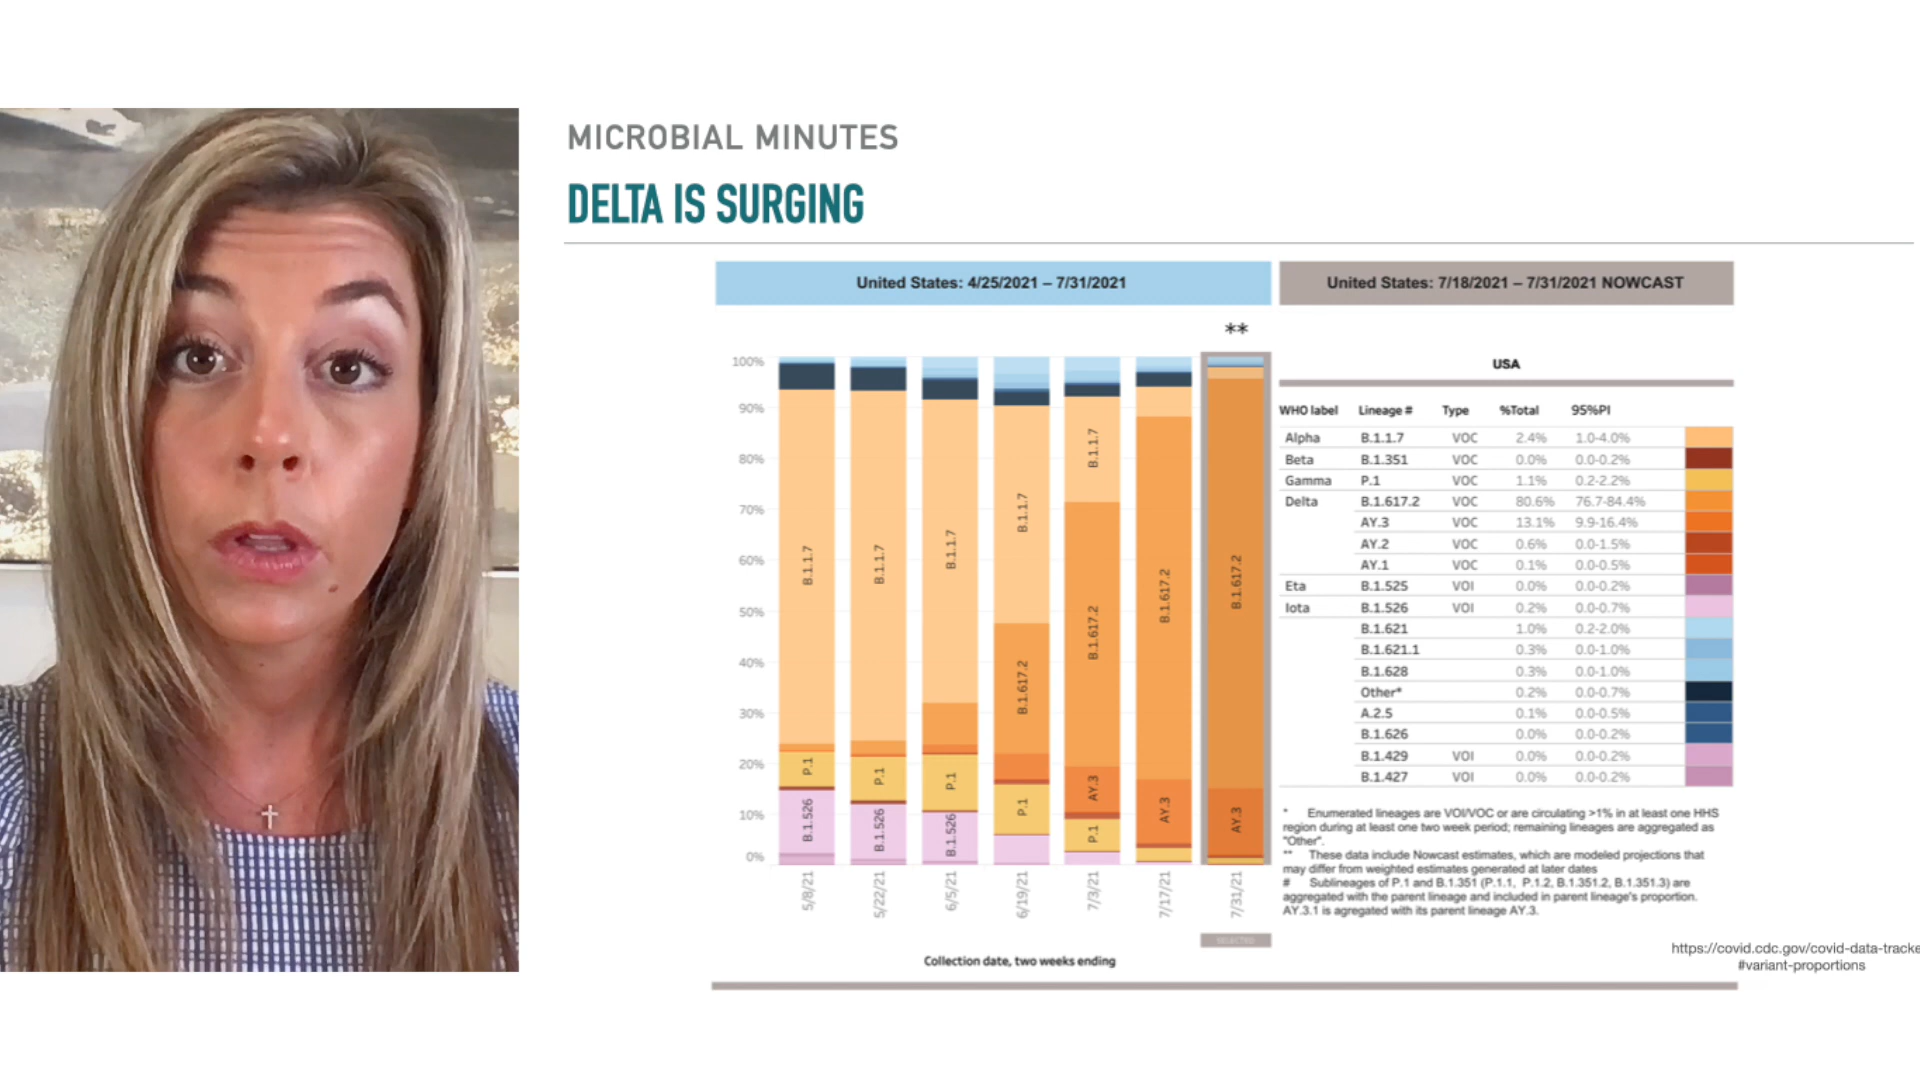 MICROBIAL MINUTES
DELTA IS SURGING
United States: 4/25/2021 – 7/31/2021
United States: 7/18/2021 – 7/31/2021 NOWCAST
**
100%
90%
80%
70%
60%
50%
40%
30%
20%
10%
0%
B.1.1.7
P.1
B.1.526
5/8/21
B.1.1.7
P.1
B.1.526
5/22/21
B.1.1.7
P.1
B.1.526
6/5/21
B.1.1.7
B.1.617.2
P.1
6/19/21
B.1.1.7
B.1.617.2
AY.3
P.1
7/3/21
B.1.617.2
AY.3
7/17/21
B.1.617.2
AY.3
7/31/21
SELECTED
Collection date, two weeks ending
USA
WHO label Lineage # Type %Total 95%PI
Alpha B.1.1.7 VOC 2.4% 1.0-4.0%
Beta B.1.351 VOC 0.0% 0.0-0.2%
Gamma P.1 VOC 1.1% 0.2-2.2%
Delta B.1.617.2 VOC 80.6% 76.7-84.4%
AY.3 VOC 13.1% 9.9-16.4%
AY.2 VOC 0.6% 0.0-1.5%
AY.1 VOC 0.1% 0.0-0.5%
Eta B.1.525 VOI 0.0% 0.0-0.2%
Iota B.1.526 VOI 0.2% 0.0-0.7%
B.1.621 1.0% 0.2-2.0%
B.1.621.1 0.3% 0.0-1.0%
B.1.628 0.3% 0.0-1.0%
Other* 0.2% 0.0-0.7%
A.2.5 0.1% 0.0-0.5%
B.1.626 0.0% 0.0-0.2%
B.1.429 VOI 0.0% 0.0-0.2%
B.1.427 VOI 0.0% 0.0-0.2%
* Enumerated lineages are VOI/VOC or are circulating >1% in at least one HHS
region during at least one two week period; remaining lineages are aggregated as
"Other".
** These data include Nowcast estimates, which are modeled projections that
may differ from weighted estimates generated at later dates
# Sublineages of P.1 and B.1.351 (P.1.1, P.1.2, B.1.351.2, B.1.351.3) are
aggregated with the parent lineage and included in parent lineage's proportion.
AY.3.1 is agregated with its parent lineage AY.3.
https://covid.cdc.gov/covid-data-tracke
#variant-proportions